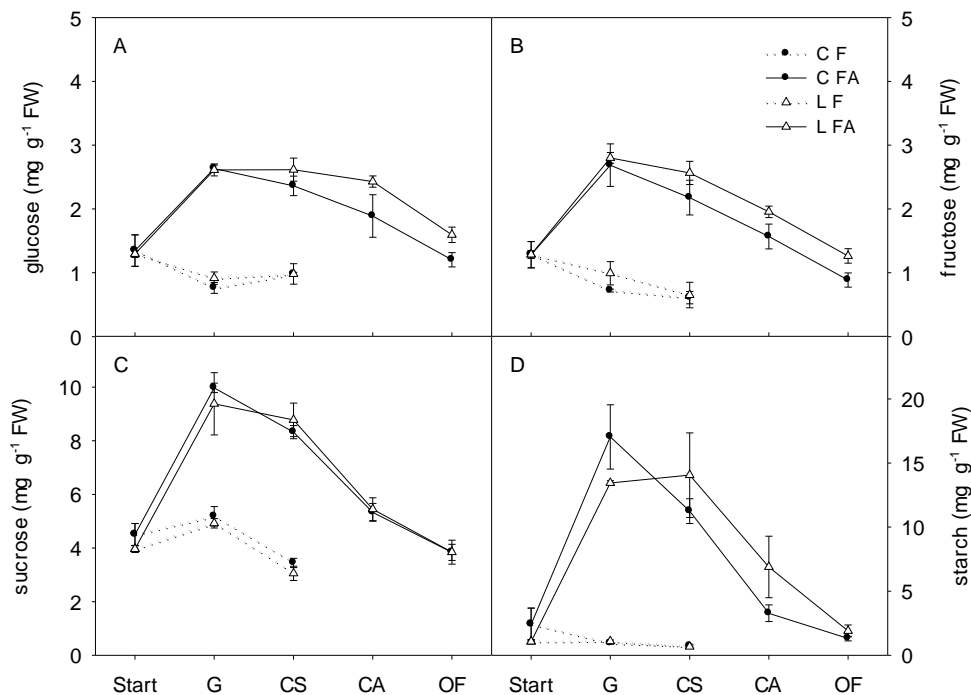 A
B
5
4
3
2
1
0
glucose (mg g-1 FW)
C F
C FA
L F
L FA
5
4
3
2
1
0
fructose (mg g-1 FW)
C
D
10
8
6
4
2
0
sucrose (mg g-1 FW)
20
15
10
5
0
starch (mg g-1 FW)
Start G CS CA OF
Start G CS CA OF